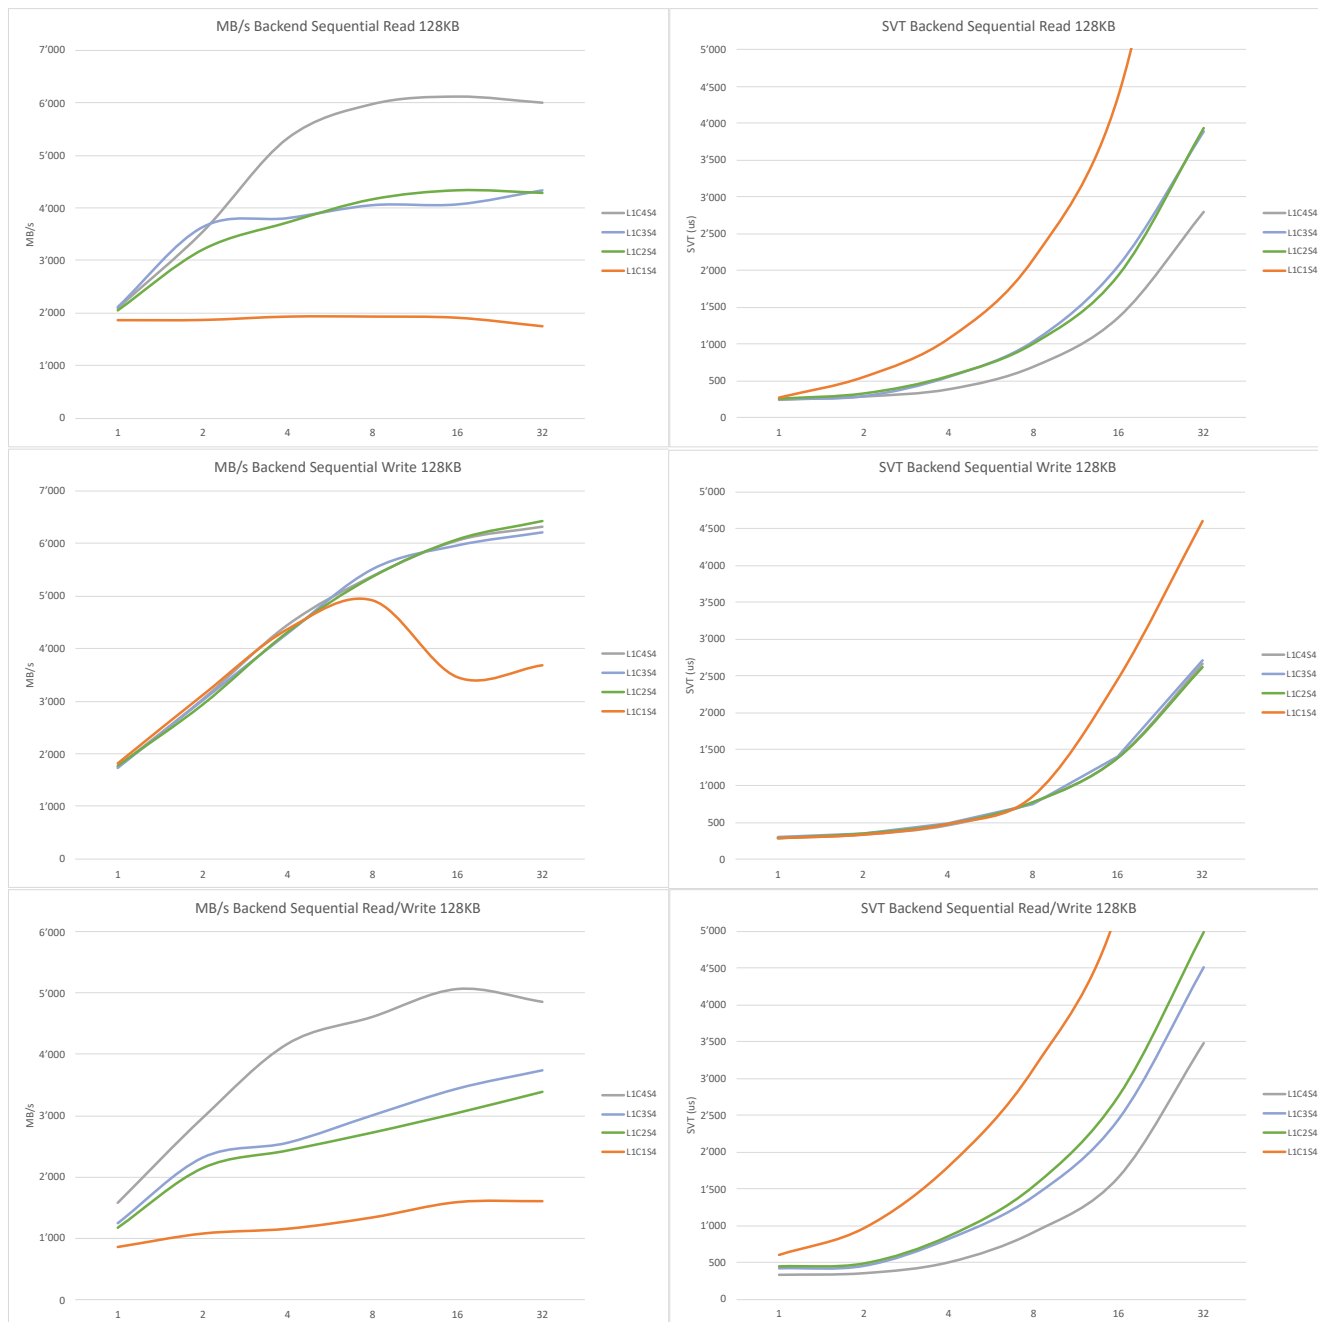 MB/s Backend Sequential Read 128KB
7’000
6’000
5’000
4’000
3’000
2’000
1’000
0
MB/s
1 2 4 8 16 32
L1C4S4
L1C3S4
L1C2S4
L1C1S4
SVT Backend Sequential Read 128KB
5’000
4’500
4’000
3’500
3’000
2’500
2’000
1’500
1’000
500
0
SVT (us)
1 2 4 8 16 32
L1C4S4
L1C3S4
L1C2S4
L1C1S4
MB/s Backend Sequential Write 128KB
7’000
6’000
5’000
4’000
3’000
2’000
1’000
0
MB/s
1 2 4 8 16 32
L1C4S4
L1C3S4
L1C2S4
L1C1S4
SVT Backend Sequential Write 128KB
5’000
4’500
4’000
3’500
3’000
2’500
2’000
1’500
1’000
500
0
SVT (us)
1 2 4 8 16 32
L1C4S4
L1C3S4
L1C2S4
L1C1S4
MB/s Backend Sequential Read/Write 128KB
6’000
5’000
4’000
3’000
2’000
1’000
0
MB/s
1 2 4 8 16 32
L1C4S4
L1C3S4
L1C2S4
L1C1S4
SVT Backend Sequential Read/Write 128KB
5’000
4’500
4’000
3’500
3’000
2’500
2’000
1’500
1’000
500
0
SVT (us)
1 2 4 8 16 32
L1C4S4
L1C3S4
L1C2S4
L1C1S4